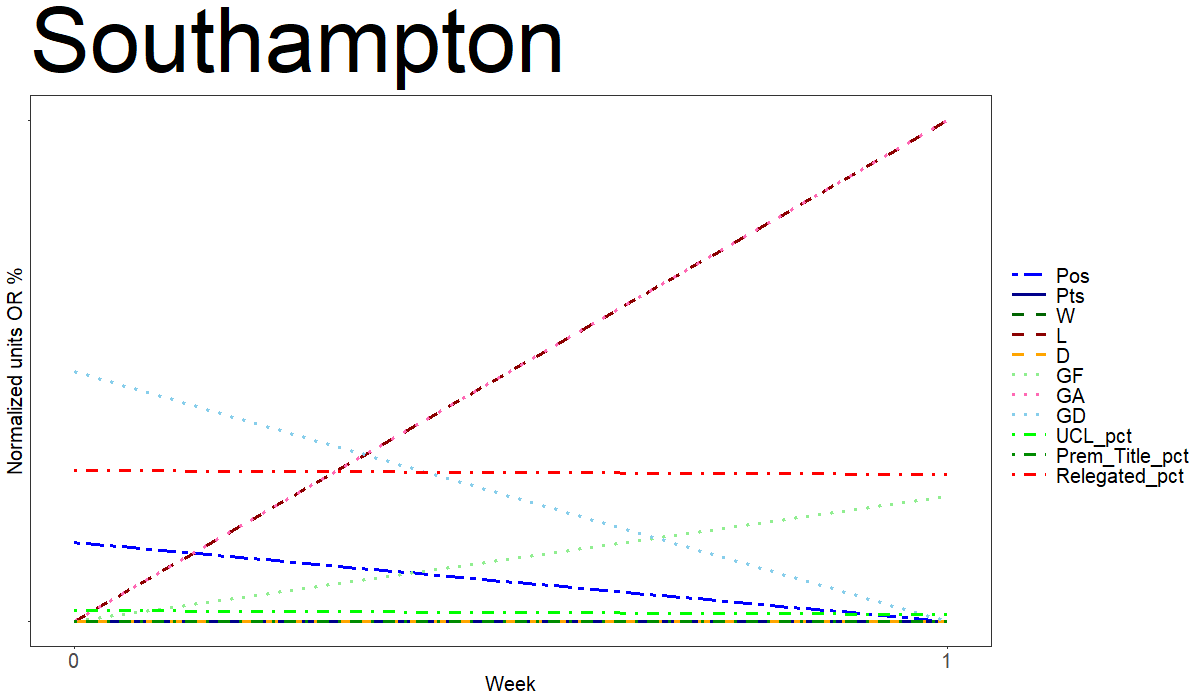 Southampton
Normalized units OR %
0
1
Week
Pos
Pts
W
L
D
GF
GA
GD
UCL_pct
Prem_Title_pct
Relegated_pct